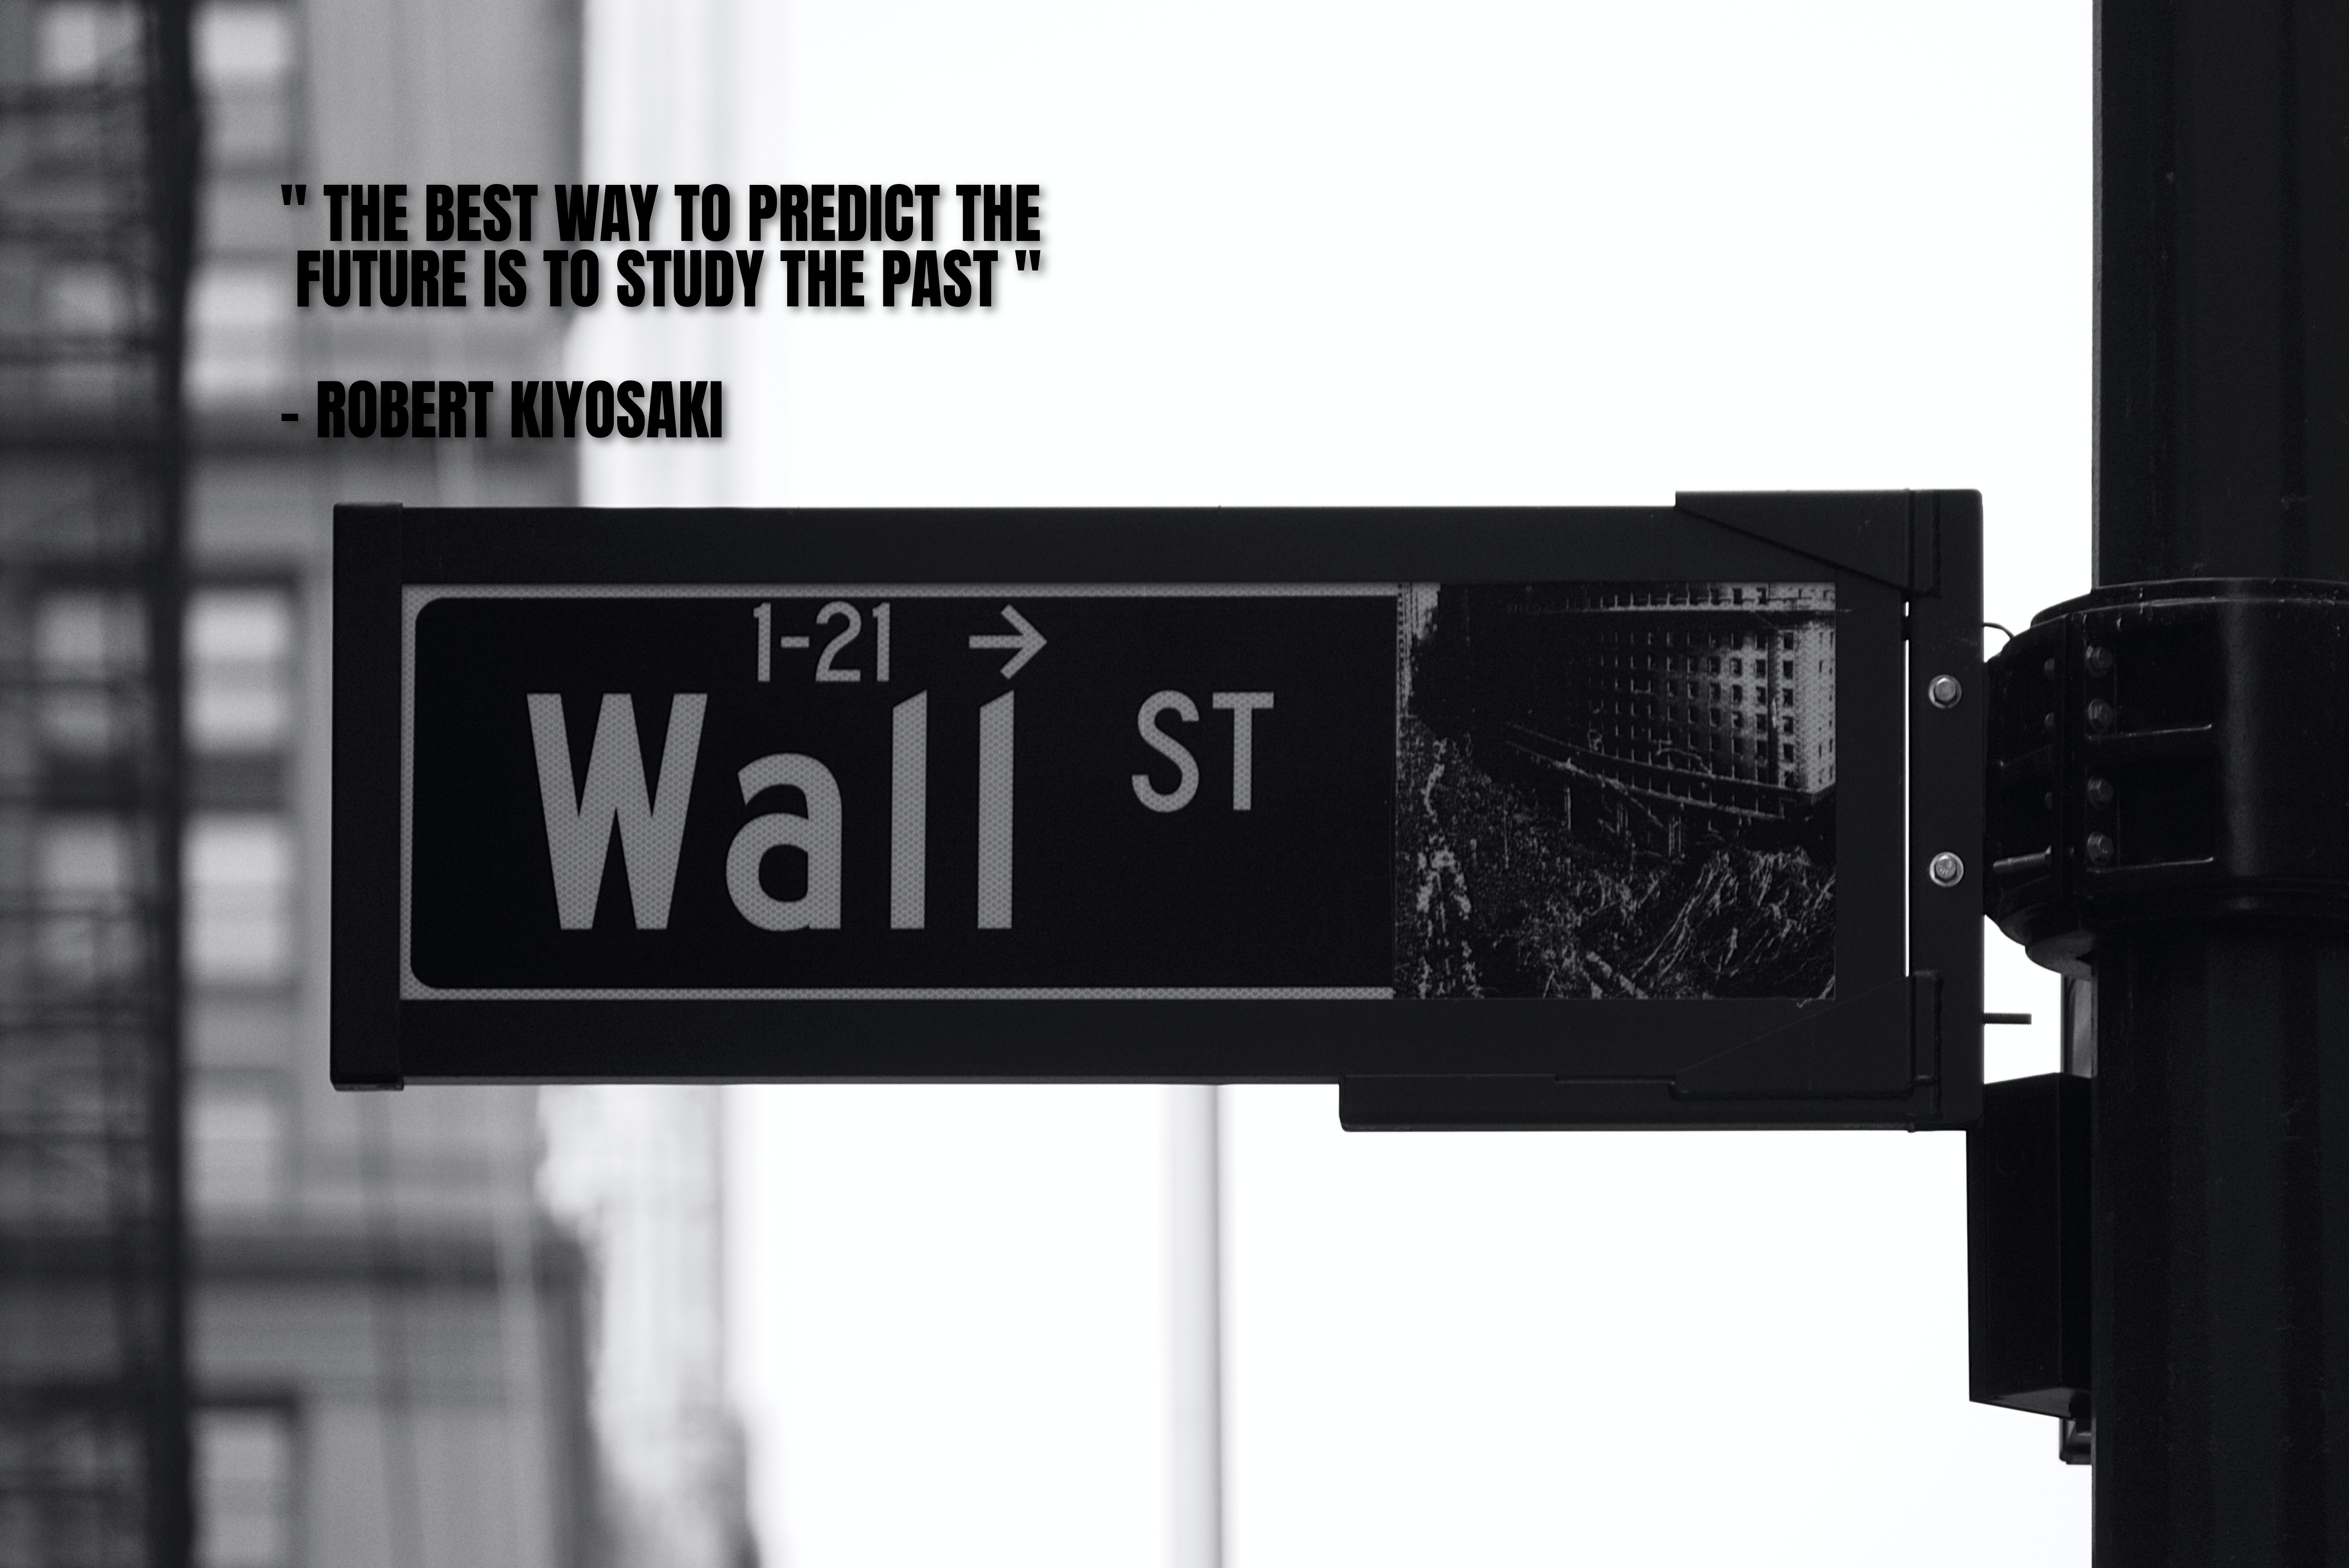 " THE BEST WAY TO PREDICT THE
FUTURE IS TO STUDY THE PAST "
- ROBERT KIYOSAKI
1-21 →
Wall ST